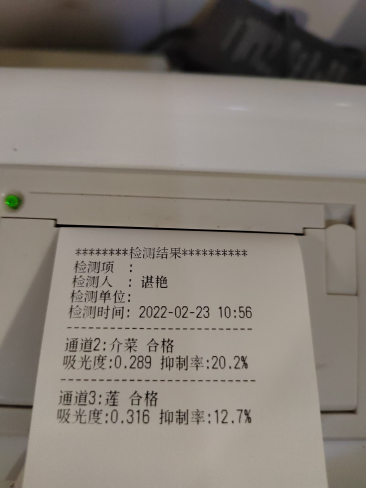 ********检测结果**********
检测项 ：
检测人 ：谌艳
检测单位:
检测时间: 2022-02-23 10:56
--------------------------
通道2:介菜 合格
吸光度:0.289 抑制率:20.2%
--------------------------
通道3:莲 合格
吸光度:0.316 抑制率:12.7%